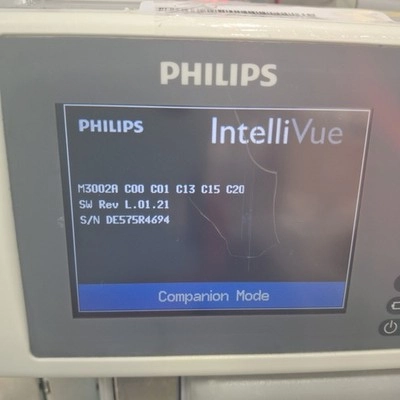 PHILIPS
PHILIPS
IntelliVue
M3002A C00 C01 C13 C15 C20
SW Rev L.01.21
S/N DE575R4694
Companion Mode